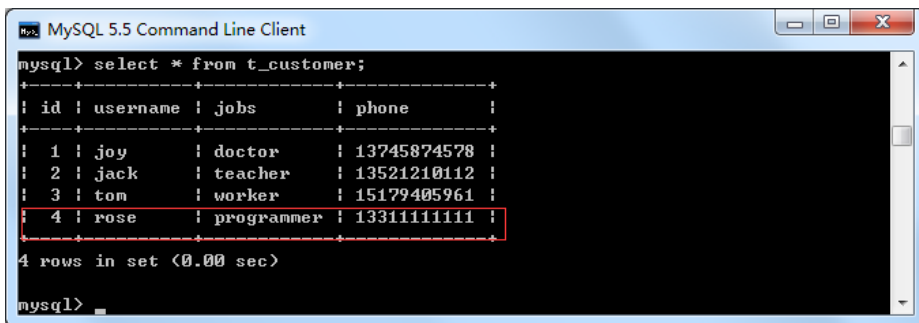 MySQL 5.5 Command Line Client
mysql> select * from t_customer;
+----+----------+------------+-------------+
| id | username | jobs       | phone       |
+----+----------+------------+-------------+
|  1 | joy      | doctor     | 13745874578 |
|  2 | jack     | teacher    | 13521210112 |
|  3 | tom      | worker     | 15179405961 |
|  4 | rose     | programmer | 13311111111 |
+----+----------+------------+-------------+
4 rows in set (0.00 sec)
mysql> _